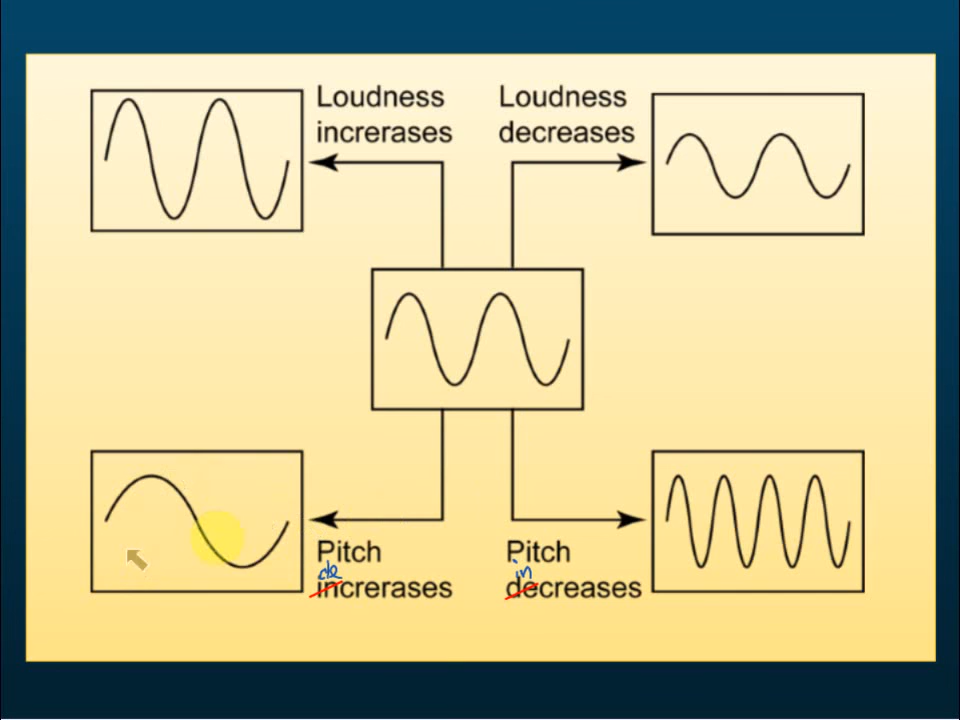 Loudness
increrases
Loudness
decreases
Pitch
de
increrases
Pitch
in
decreases